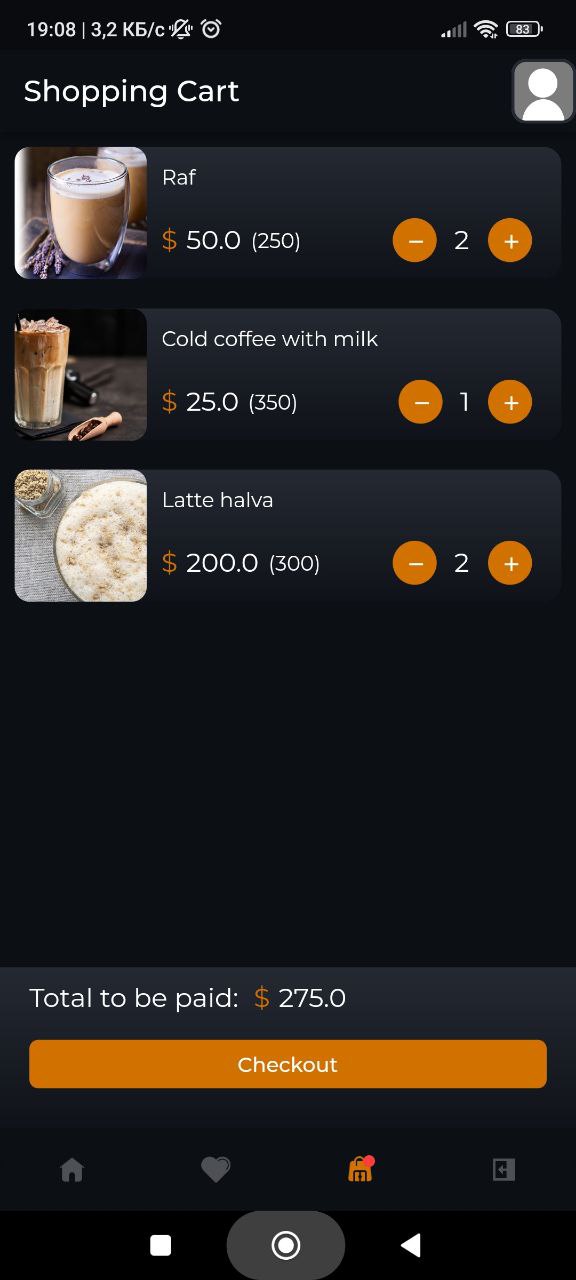 19:08 | 3,2 КБ/с
83
Shopping Cart
Raf
$ 50.0 (250)
− 2 +
Cold coffee with milk
$ 25.0 (350)
− 1 +
Latte halva
$ 200.0 (300)
− 2 +
Total to be paid: $ 275.0
Checkout